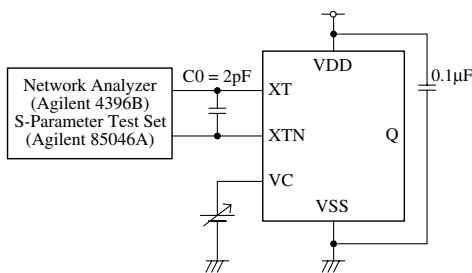 Network Analyzer
(Agilent 4396B)
S-Parameter Test Set
(Agilent 85046A)
C0 = 2pF
VDD
XT
XTN
VC
VSS
Q
0.1μF